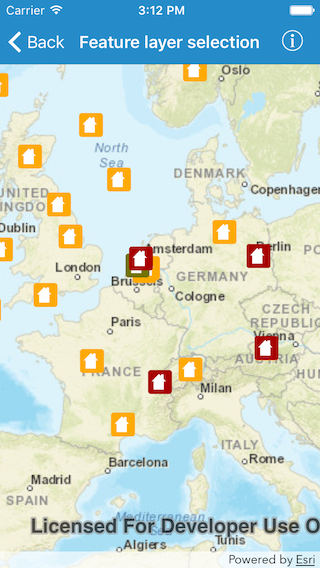 Carrier 3:12 PM
Back Feature layer selection
Oslo
North
Sea
DENMARK
Copenhagen
UNITED
KINGDOM
Dublin
Amsterdam
Berlin
London
Brussels
GERMANY
Cologne
CZECH
REPUBLIC
Paris
Vienna
AUSTRIA
FRANCE
HUN
Milan
ITALY
Barcelona
Rome
Madrid
SPAIN
Mediterranean
Licensed For Developer Use O
Algiers
Tunis
Powered by Esri